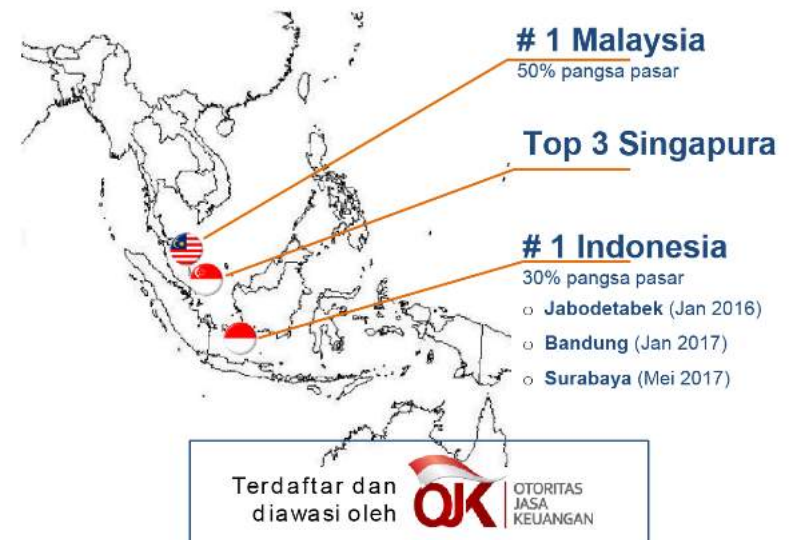 # 1 Malaysia
50% pangsa pasar
Top 3 Singapura
# 1 Indonesia
30% pangsa pasar
o Jabodetabek (Jan 2016)
o Bandung (Jan 2017)
o Surabaya (Mei 2017)
Terdaftar dan
diawasi oleh
OJK
OTORITAS
JASA
KEUANGAN